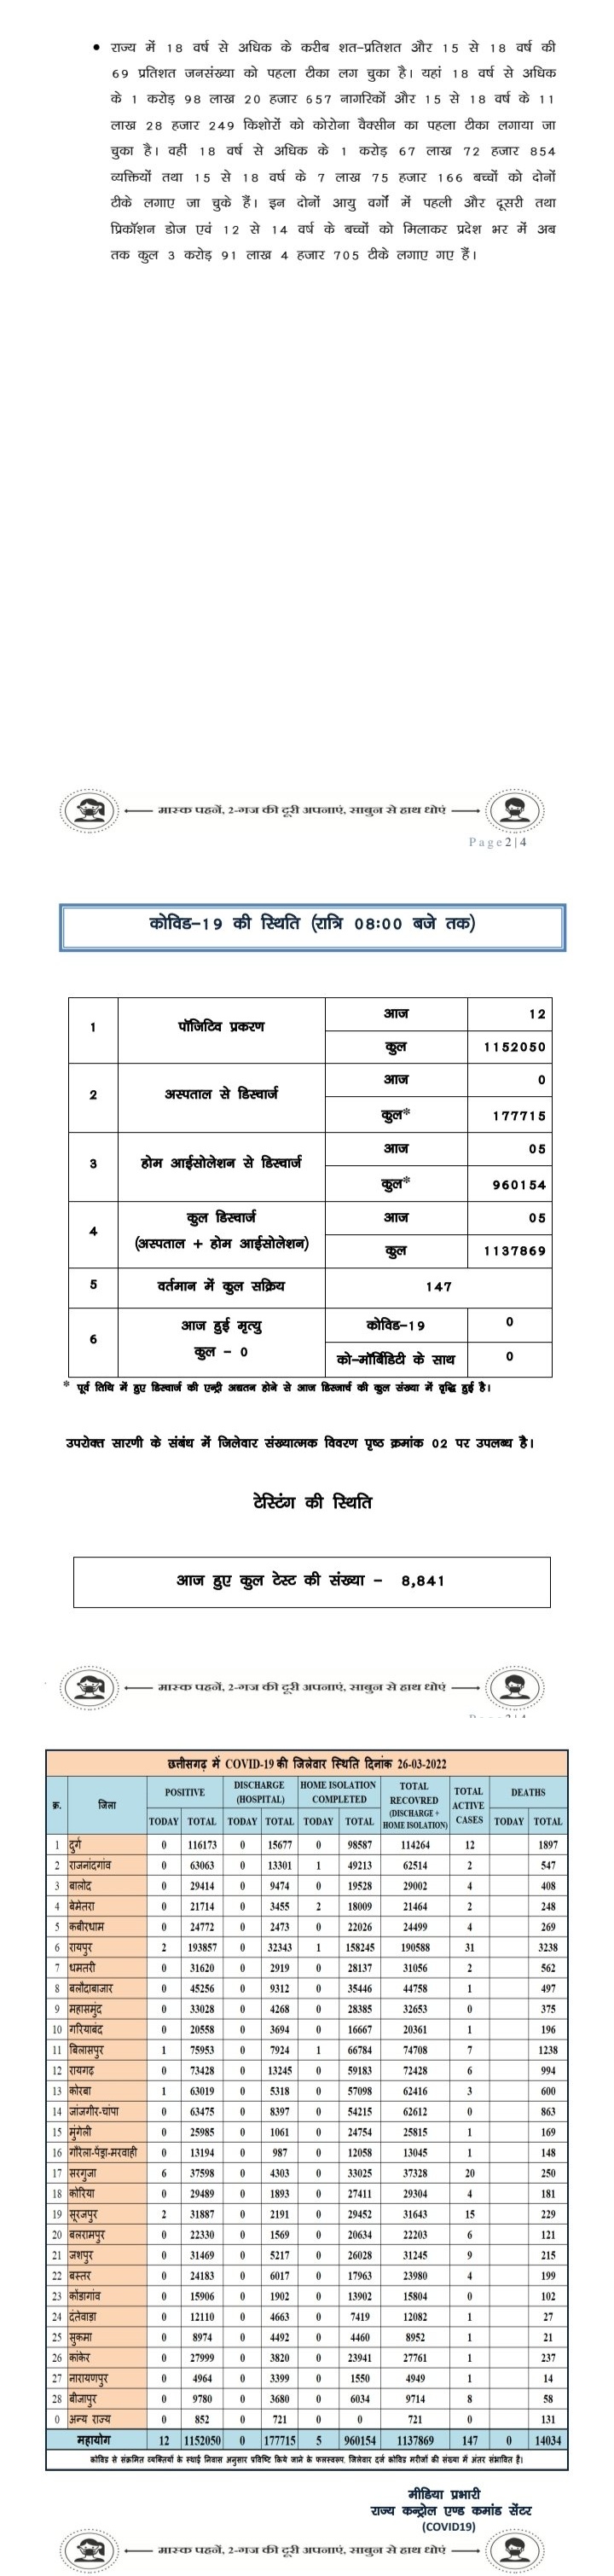 • राज्य में 18 वर्ष से अधिक के करीब शत-प्रतिशत और 15 से 18 वर्ष की
69 प्रतिशत जनसंख्या को पहला टीका लग चुका है। यहां 18 वर्ष से अधिक
के 1 करोड़ 98 लाख 20 हजार 657 नागरिकों और 15 से 18 वर्ष के 11
लाख 28 हजार 249 किशोरों को कोरोना वैक्सीन का पहला टीका लगाया जा
चुका है। वहीं 18 वर्ष से अधिक के 1 करोड़ 67 लाख 72 हजार 854
व्यक्तियों तथा 15 से 18 वर्ष के 7 लाख 75 हजार 166 बच्चों को दोनों
टीके लगाए जा चुके हैं। इन दोनों आयु वर्गों में पहली और दूसरी तथा
प्रिकॉशन डोज एवं 12 से 14 वर्ष के बच्चों को मिलाकर प्रदेश भर में अब
तक कुल 3 करोड़ 91 लाख 4 हजार 705 टीके लगाए गए हैं।
मास्क पहनें, 2-गज की दूरी अपनाएं, साबुन से हाथ धोएं
Page 2|4
कोविड-19 की स्थिति (रात्रि 08:00 बजे तक)
1 पॉजिटिव प्रकरण आज 12
कुल 1152050
2 अस्पताल से डिस्चार्ज आज 0
कुल* 177715
3 होम आईसोलेशन से डिस्चार्ज आज 05
कुल* 960154
4 कुल डिस्चार्ज (अस्पताल + होम आईसोलेशन) आज 05
कुल 1137869
5 वर्तमान में कुल सक्रिय 147
6 आज हुई मृत्यु कुल - 0 कोविड-19 0
को-मॉर्बिडिटी के साथ 0
* पूर्व तिथि में हुए डिस्चार्ज की एन्ट्री अद्यतन होने से आज डिस्चार्ज की कुल संख्या में वृद्धि हुई है।
उपरोक्त सारणी के संबंध में जिलेवार संख्यात्मक विवरण पृष्ठ क्रमांक 02 पर उपलब्ध है।
टेस्टिंग की स्थिति
आज हुए कुल टेस्ट की संख्या - 8,841
मास्क पहनें, 2-गज की दूरी अपनाएं, साबुन से हाथ धोएं
छत्तीसगढ़ में COVID-19 की जिलेवार स्थिति दिनांक 26-03-2022
क्र. जिला POSITIVE DISCHARGE (HOSPITAL) HOME ISOLATION COMPLETED TOTAL RECOVRED (DISCHARGE + HOME ISOLATION) TOTAL ACTIVE CASES DEATHS
TODAY TOTAL TODAY TOTAL TODAY TOTAL TODAY TOTAL
1 दुर्ग 0 116173 0 15677 0 98587 114264 12 1897
2 राजनांदगांव 0 63063 0 13301 1 49213 62514 2 547
3 बालोद 0 29414 0 9474 0 19528 29002 4 408
4 बेमेतरा 0 21714 0 3455 2 18009 21464 2 248
5 कबीरधाम 0 24772 0 2473 0 22026 24499 4 269
6 रायपुर 2 193857 0 32343 1 158245 190588 31 3238
7 धमतरी 0 31620 0 2919 0 28137 31056 2 562
8 बलौदाबाजार 0 45256 0 9312 0 35446 44758 1 497
9 महासमुंद 0 33028 0 4268 0 28385 32653 0 375
10 गरियाबंद 0 20558 0 3694 0 16667 20361 1 196
11 बिलासपुर 1 75953 0 7924 1 66784 74708 7 1238
12 रायगढ़ 0 73428 0 13245 0 59183 72428 6 994
13 कोरबा 1 63019 0 5318 0 57098 62416 3 600
14 जांजगीर-चांपा 0 63475 0 8397 0 54215 62612 0 863
15 मुंगेली 0 25985 0 1061 0 24754 25815 1 169
16 गौरेला-पेंड्रा-मरवाही 0 13194 0 987 0 12058 13045 1 148
17 सरगुजा 6 37598 0 4303 0 33025 37328 20 250
18 कोरिया 0 29489 0 1893 0 27411 29304 4 181
19 सूरजपुर 2 31887 0 2191 0 29452 31643 15 229
20 बलरामपुर 0 22330 0 1569 0 20634 22203 6 121
21 जशपुर 0 31469 0 5217 0 26028 31245 9 215
22 बस्तर 0 24183 0 6017 0 17963 23980 4 199
23 कोंडागांव 0 15906 0 1902 0 13902 15804 0 102
24 दंतेवाड़ा 0 12110 0 4663 0 7419 12082 1 27
25 सुकमा 0 8974 0 4492 0 4460 8952 1 21
26 कांकेर 0 27999 0 3820 0 23941 27761 1 237
27 नारायणपुर 0 4964 0 3399 0 1550 4949 1 14
28 बीजापुर 0 9780 0 3680 0 6034 9714 8 58
0 अन्य राज्य 0 852 0 721 0 0 721 0 131
महायोग 12 1152050 0 177715 5 960154 1137869 147 0 14034
कोविड से संक्रमित व्यक्तियों के स्थाई निवास अनुसार प्रविष्टि किये जाने के फलस्वरूप, जिलेवार दर्ज कोविड मरीजों की संख्या में अंतर संभावित है।
मीडिया प्रभारी
राज्य कन्ट्रोल एण्ड कमांड सेंटर
(COVID19)
मास्क पहनें, 2-गज की दूरी अपनाएं, साबुन से हाथ धोएं